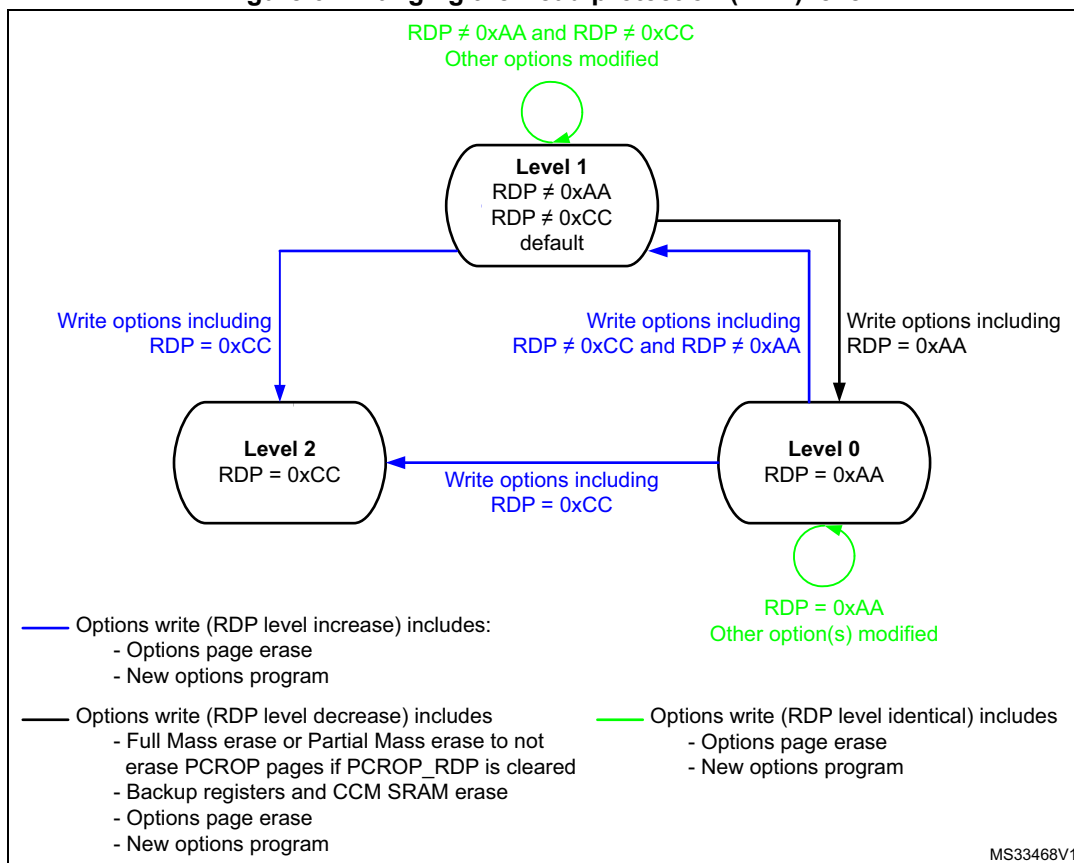 RDP ≠ 0xAA and RDP ≠ 0xCC
Other options modified
Level 1
RDP ≠ 0xAA
RDP ≠ 0xCC
default
Write options including
RDP = 0xCC
Write options including
RDP ≠ 0xCC and RDP ≠ 0xAA
Write options including
RDP = 0xAA
Level 2
RDP = 0xCC
Write options including
RDP = 0xCC
Level 0
RDP = 0xAA
RDP = 0xAA
Other option(s) modified
Options write (RDP level increase) includes:
- Options page erase
- New options program
Options write (RDP level decrease) includes
- Full Mass erase or Partial Mass erase to not
erase PCROP pages if PCROP_RDP is cleared
- Backup registers and CCM SRAM erase
- Options page erase
- New options program
Options write (RDP level identical) includes
- Options page erase
- New options program
MS33468V1